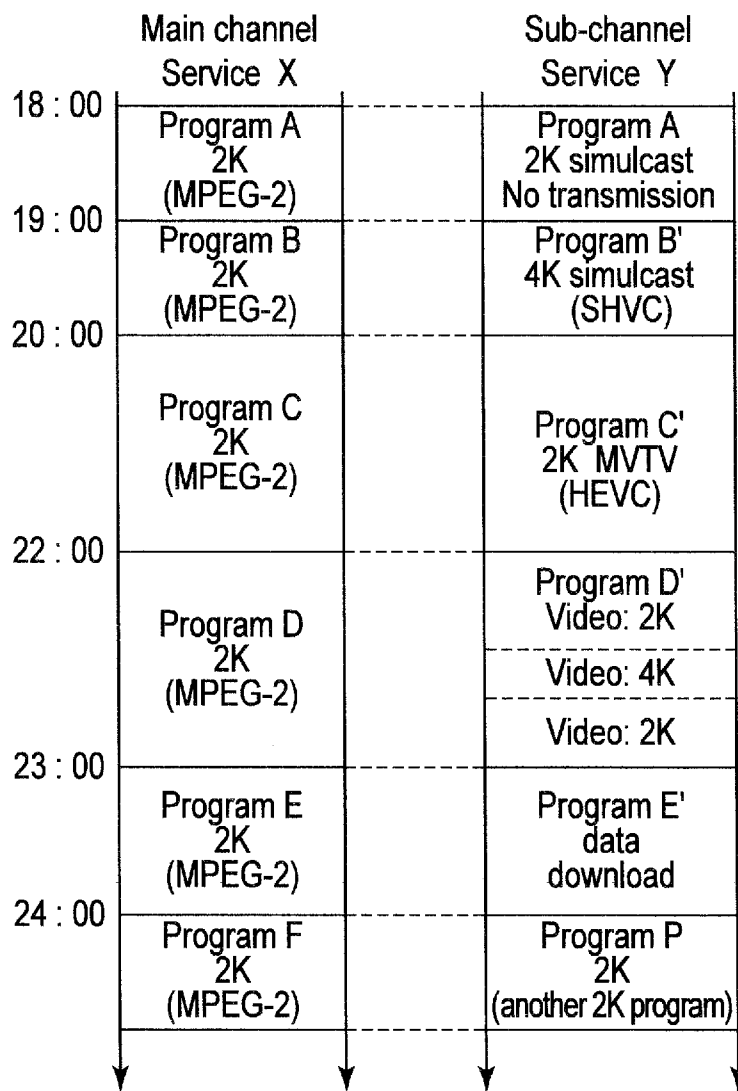 Main channel
Service X
Sub-channel
Service Y
18 : 00
Program A
2K
(MPEG-2)
Program A
2K simulcast
No transmission
19 : 00
Program B
2K
(MPEG-2)
Program B'
4K simulcast
(SHVC)
20 : 00
Program C
2K
(MPEG-2)
Program C'
2K MVTV
(HEVC)
22 : 00
Program D
2K
(MPEG-2)
Program D'
Video: 2K
Video: 4K
Video: 2K
23 : 00
Program E
2K
(MPEG-2)
Program E'
data
download
24 : 00
Program F
2K
(MPEG-2)
Program P
2K
(another 2K program)